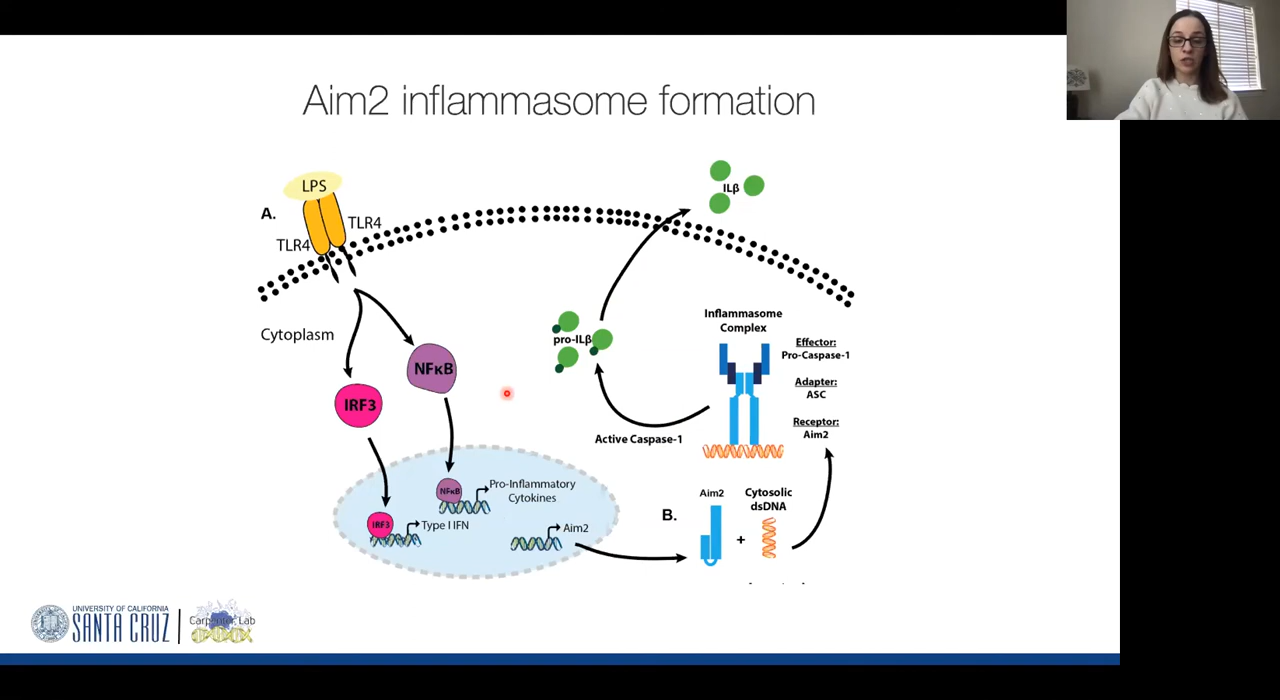 Aim2 inflammasome formation
LPS
A.
TLR4
TLR4
Cytoplasm
NFκB
IRF3
NFκB
Pro-Inflammatory
Cytokines
IRF3
Type I IFN
Aim2
ILβ
pro-ILβ
Active Caspase-1
Inflammasome
Complex
Effector:
Pro-Caspase-1
Adapter:
ASC
Receptor:
Aim2
B.
Aim2
+
Cytosolic
dsDNA
UNIVERSITY OF CALIFORNIA
SANTA CRUZ
Carpenter Lab